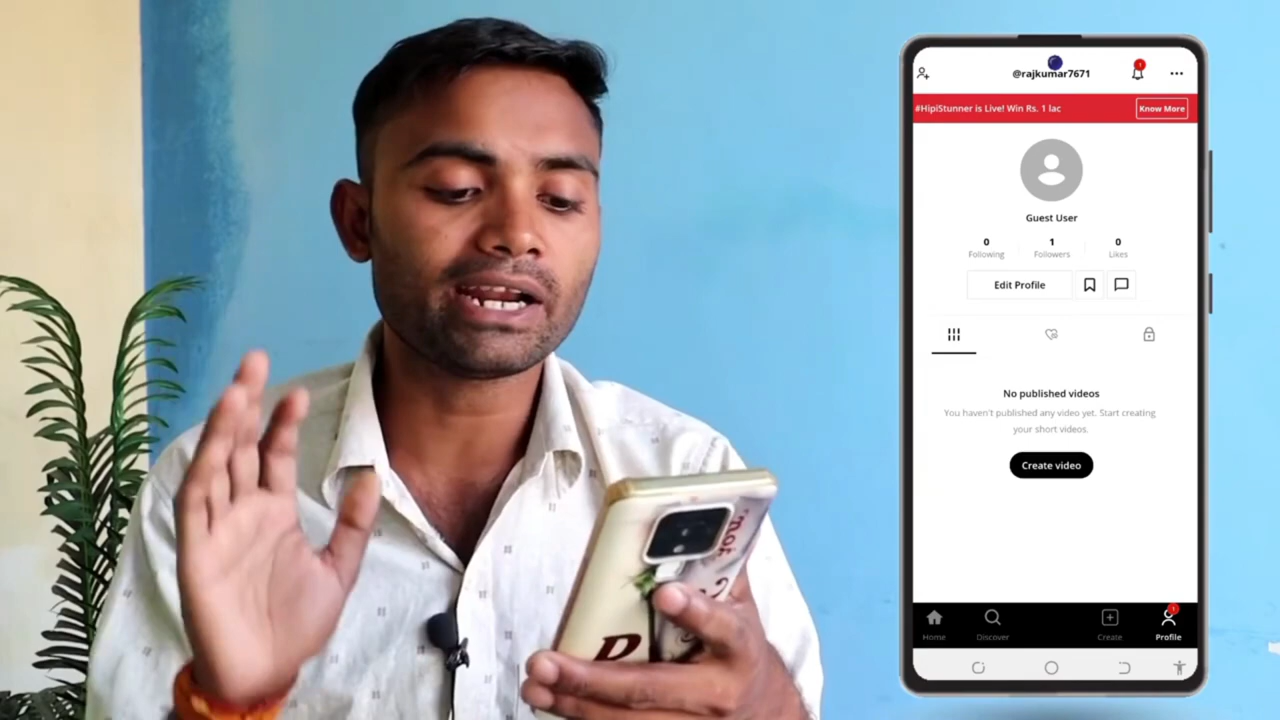 @rajkumar7671
1
#HipiStunner is Live! Win Rs. 1 lac
Know More
Guest User
0 1 0
Following Followers Likes
Edit Profile
No published videos
You haven't published any video yet. Start creating
your short videos.
Create video
1
Home Discover Create Profile